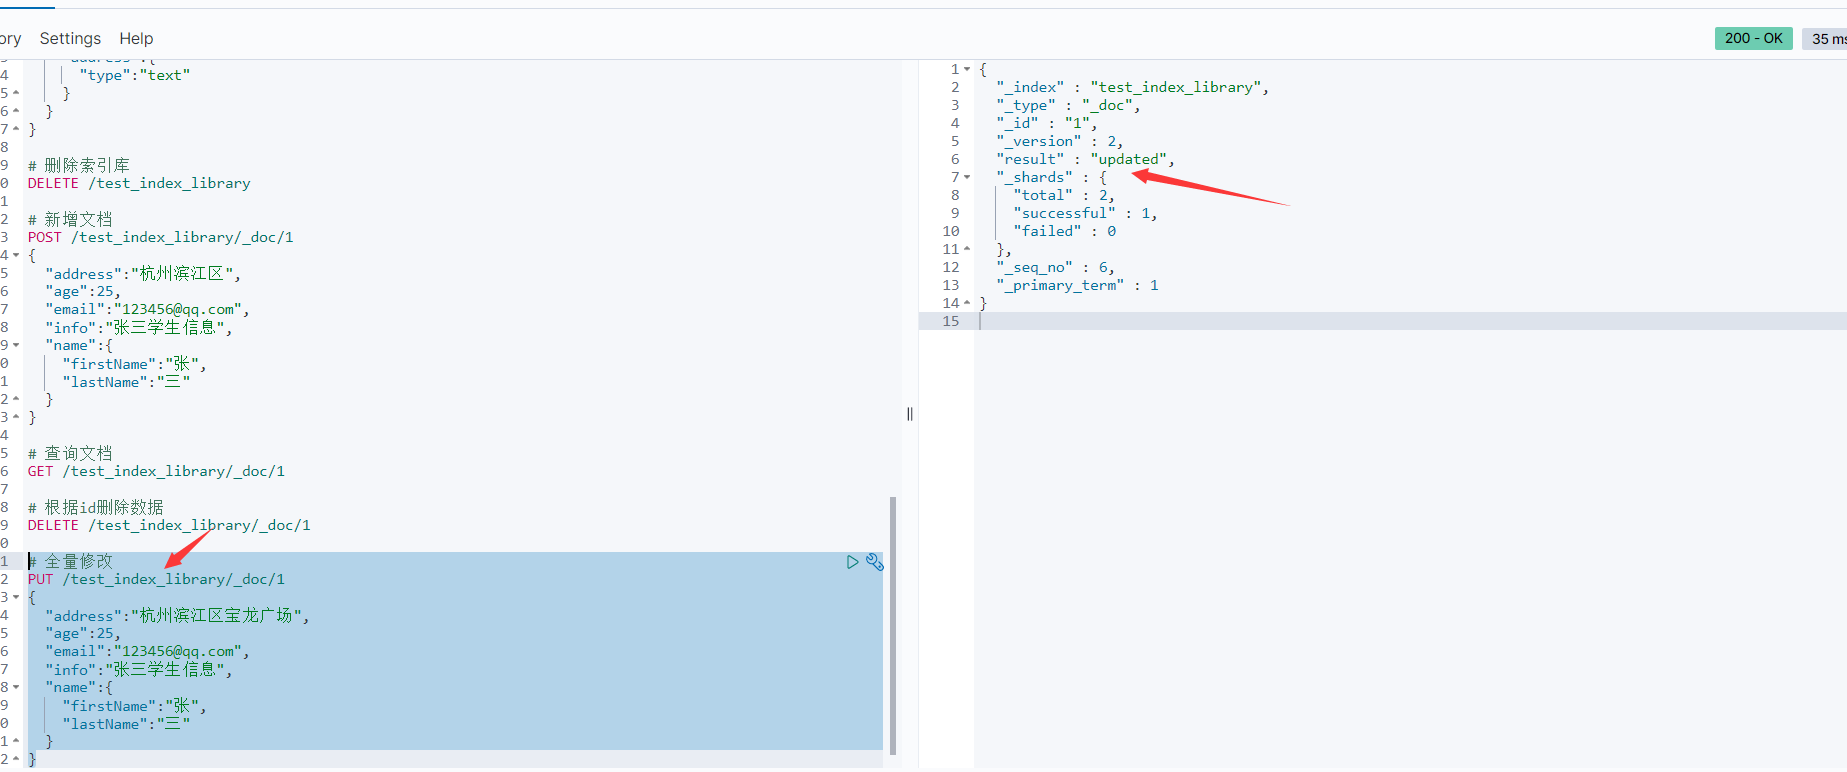 ory Settings Help
200 - OK
35 ms
"address":{
4 "type":"text"
5 }
6 }
7 }
8
9 # 删除索引库
0 DELETE /test_index_library
1
2 # 新增文档
3 POST /test_index_library/_doc/1
4 {
5 "address":"杭州滨江区",
6 "age":25,
7 "email":"123456@qq.com",
8 "info":"张三学生信息",
9 "name":{
0 "firstName":"张",
1 "lastName":"三"
2 }
3 }
4
5 # 查询文档
6 GET /test_index_library/_doc/1
7
8 # 根据id删除数据
9 DELETE /test_index_library/_doc/1
0
1 # 全量修改
2 PUT /test_index_library/_doc/1
3 {
4 "address":"杭州滨江区宝龙广场",
5 "age":25,
6 "email":"123456@qq.com",
7 "info":"张三学生信息",
8 "name":{
9 "firstName":"张",
0 "lastName":"三"
1 }
2 }
1 {
2 "_index" : "test_index_library",
3 "_type" : "_doc",
4 "_id" : "1",
5 "_version" : 2,
6 "result" : "updated",
7 "_shards" : {
8 "total" : 2,
9 "successful" : 1,
10 "failed" : 0
11 },
12 "_seq_no" : 6,
13 "_primary_term" : 1
14 }
15